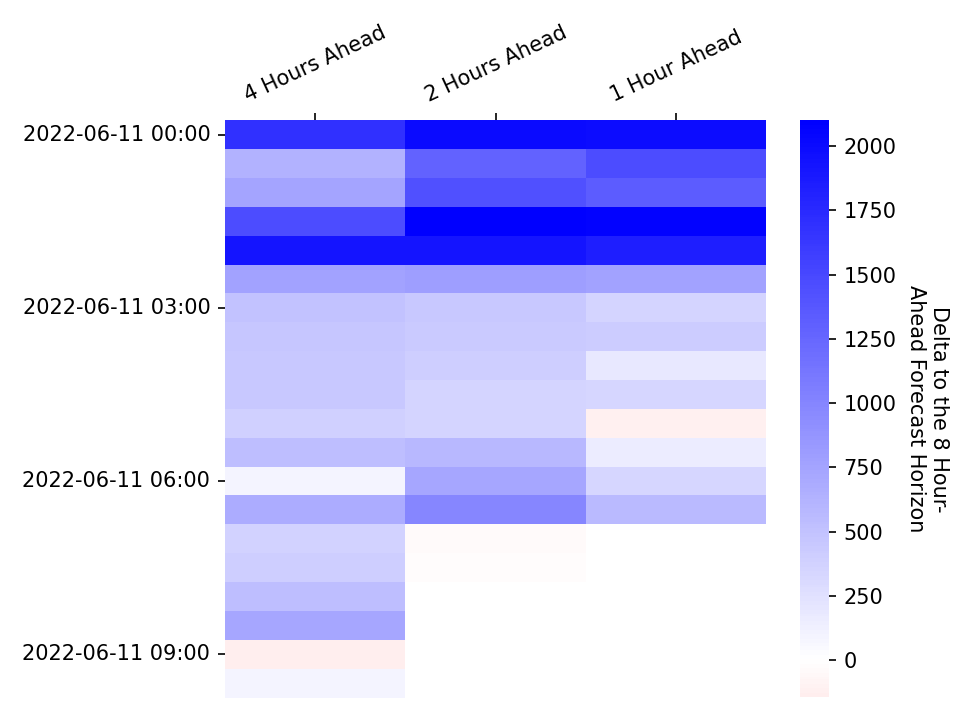 4 Hours Ahead
2 Hours Ahead
1 Hour Ahead
2022-06-11 00:00
2022-06-11 03:00
2022-06-11 06:00
2022-06-11 09:00
2000
1750
1500
1250
1000
750
500
250
0
Delta to the 8 Hour-
Ahead Forecast Horizon